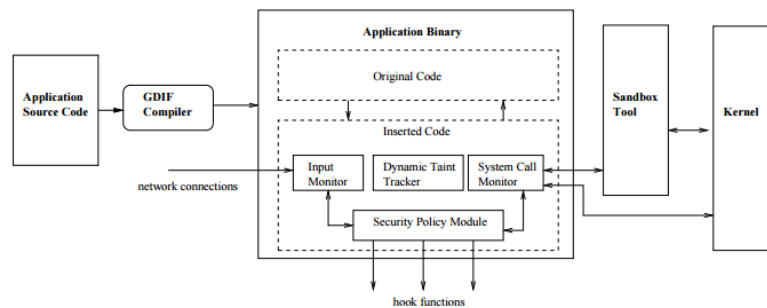 Application Binary
Original Code
Application
Source Code
GDIF
Compiler
Sandbox
Tool
Kernel
Inserted Code
Input
Monitor
Dynamic Taint
Tracker
System Call
Monitor
network connections
Security Policy Module
hook functions